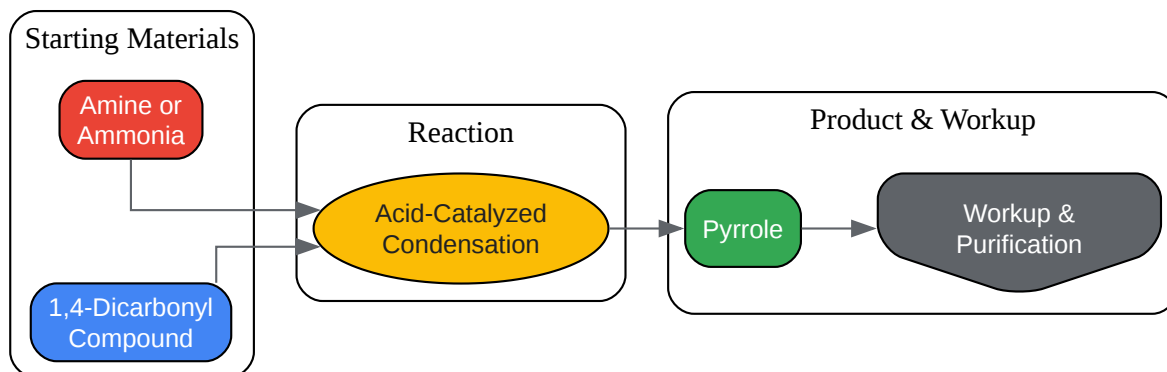 Starting Materials
Amine or
Ammonia
1,4-Dicarbonyl
Compound
Reaction
Acid-Catalyzed
Condensation
Product & Workup
Pyrrole
Workup &
Purification